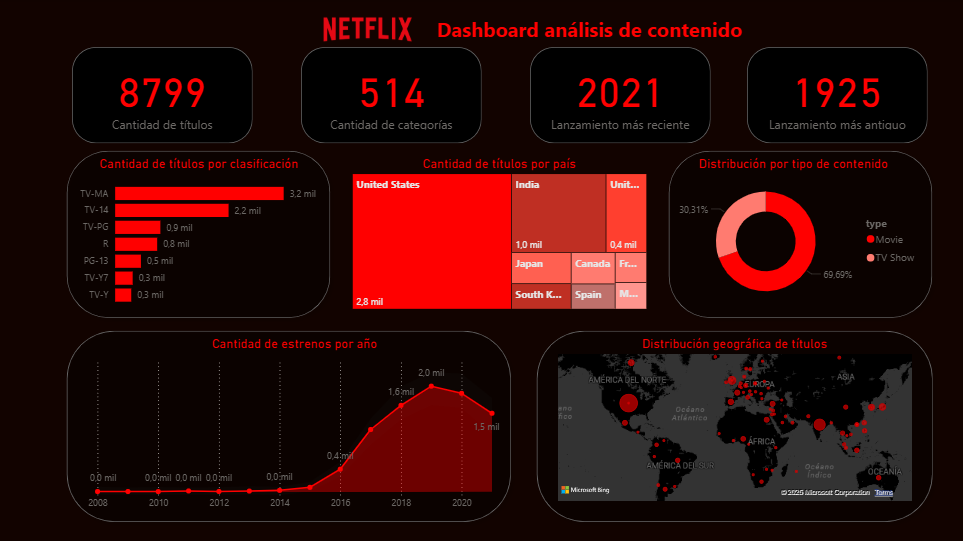 NETFLIX Dashboard análisis de contenido
8799
Cantidad de títulos
514
Cantidad de categorías
2021
Lanzamiento más reciente
1925
Lanzamiento más antiguo
Cantidad de títulos por clasificación
TV-MA 3,2 mil
TV-14 2,2 mil
TV-PG 0,9 mil
R 0,8 mil
PG-13 0,5 mil
TV-Y7 0,3 mil
TV-Y 0,3 mil
Cantidad de títulos por país
United States
2,8 mil
India
1,0 mil
Unit...
0,4 mil
Japan
Canada
Fr...
South K...
Spain
M...
Distribución por tipo de contenido
30,31%
69,69%
type
Movie
TV Show
Cantidad de estrenos por año
0,0 mil
0,0 mil
0,0 mil
0,0 mil
0,0 mil
0,4 mil
1,6 mil
2,0 mil
1,5 mil
2008 2010 2012 2014 2016 2018 2020
Distribución geográfica de títulos
AMÉRICA DEL NORTE
EUROPA
ASIA
Océano
Atlántico
ÁFRICA
AMÉRICA DEL SUR
Océano
Índico
OCEANÍA
Microsoft Bing
Microsoft Corporation
Terms